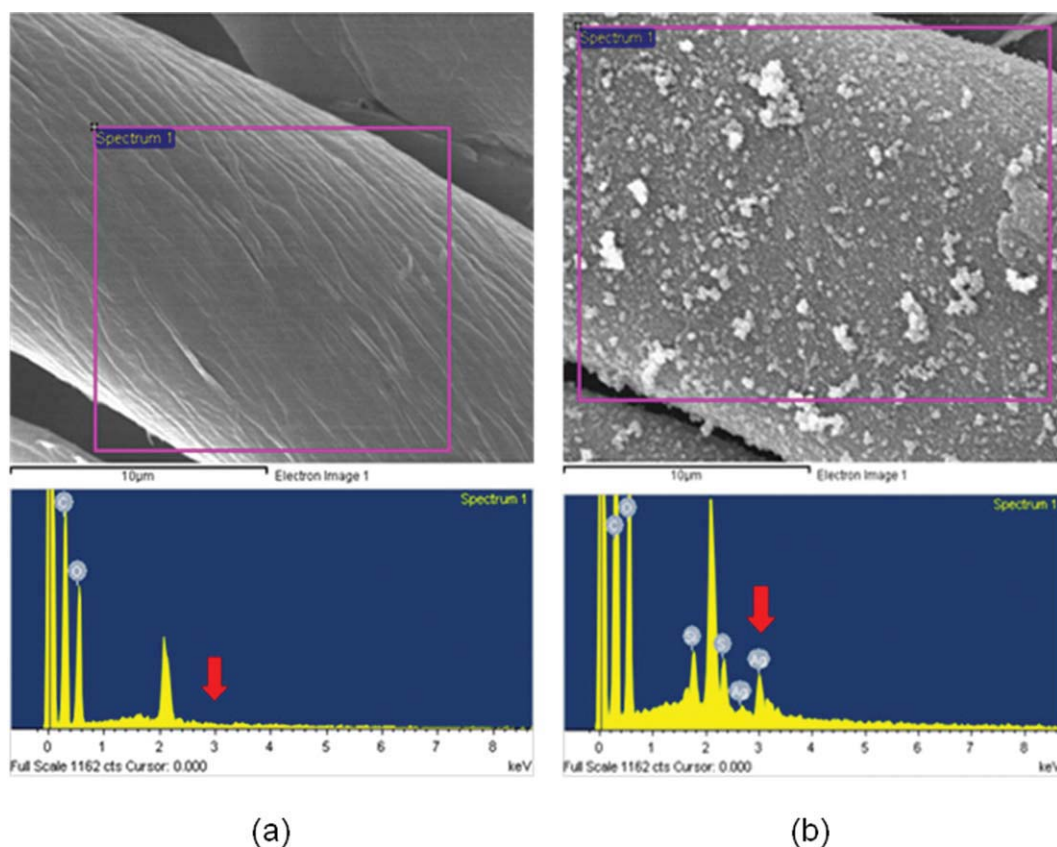 Spectrum 1
Spectrum 1
10µm Electron Image 1
10µm Electron Image 1
Spectrum 1
C
O
0 1 2 3 4 5 6 7 8
Full Scale 1162 cts Cursor: 0.000 keV
Spectrum 1
C
O
Si
S
Ag
Ag
0 1 2 3 4 5 6 7 8
Full Scale 1162 cts Cursor: 0.000 keV
(a)
(b)